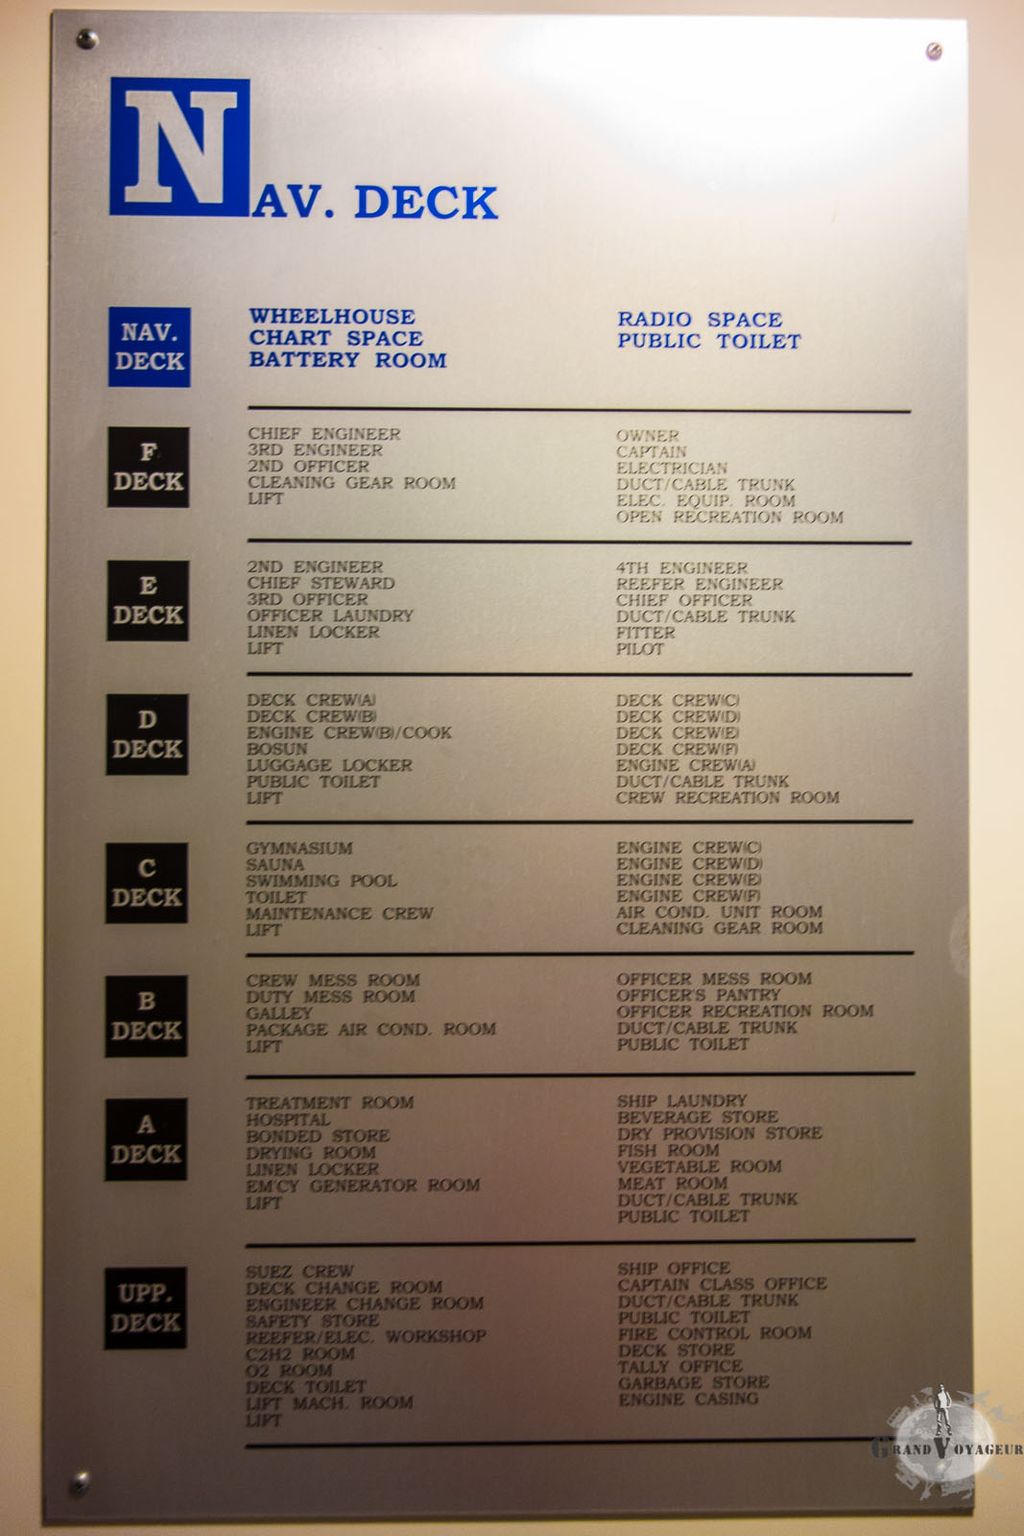 NAV. DECK
NAV.
DECK
WHEELHOUSE
CHART SPACE
BATTERY ROOM
RADIO SPACE
PUBLIC TOILET
F
DECK
CHIEF ENGINEER
3RD ENGINEER
2ND OFFICER
CLEANING GEAR ROOM
LIFT
OWNER
CAPTAIN
ELECTRICIAN
DUCT/CABLE TRUNK
ELEC. EQUIP. ROOM
OPEN RECREATION ROOM
E
DECK
2ND ENGINEER
CHIEF STEWARD
3RD OFFICER
OFFICER LAUNDRY
LINEN LOCKER
LIFT
4TH ENGINEER
REEFER ENGINEER
CHIEF OFFICER
DUCT/CABLE TRUNK
FITTER
PILOT
D
DECK
DECK CREW(A)
DECK CREW(B)
ENGINE CREW(B)/COOK
BOSUN
LUGGAGE LOCKER
PUBLIC TOILET
LIFT
DECK CREW(C)
DECK CREW(D)
DECK CREW(E)
DECK CREW(F)
ENGINE CREW(A)
DUCT/CABLE TRUNK
CREW RECREATION ROOM
C
DECK
GYMNASIUM
SAUNA
SWIMMING POOL
TOILET
MAINTENANCE CREW
LIFT
ENGINE CREW(C)
ENGINE CREW(D)
ENGINE CREW(E)
ENGINE CREW(F)
AIR COND. UNIT ROOM
CLEANING GEAR ROOM
B
DECK
CREW MESS ROOM
DUTY MESS ROOM
GALLEY
PACKAGE AIR COND. ROOM
LIFT
OFFICER MESS ROOM
OFFICER'S PANTRY
OFFICER RECREATION ROOM
DUCT/CABLE TRUNK
PUBLIC TOILET
A
DECK
TREATMENT ROOM
HOSPITAL
BONDED STORE
DRYING ROOM
LINEN LOCKER
EM'CY GENERATOR ROOM
LIFT
SHIP LAUNDRY
BEVERAGE STORE
DRY PROVISION STORE
FISH ROOM
VEGETABLE ROOM
MEAT ROOM
DUCT/CABLE TRUNK
PUBLIC TOILET
UPP.
DECK
SUEZ CREW
DECK CHANGE ROOM
ENGINEER CHANGE ROOM
SAFETY STORE
REEFER/ELEC. WORKSHOP
C2H2 ROOM
O2 ROOM
DECK TOILET
LIFT MACH. ROOM
LIFT
SHIP OFFICE
CAPTAIN CLASS OFFICE
DUCT/CABLE TRUNK
PUBLIC TOILET
FIRE CONTROL ROOM
DECK STORE
TALLY OFFICE
GARBAGE STORE
ENGINE CASING
GRAND VOYAGEUR